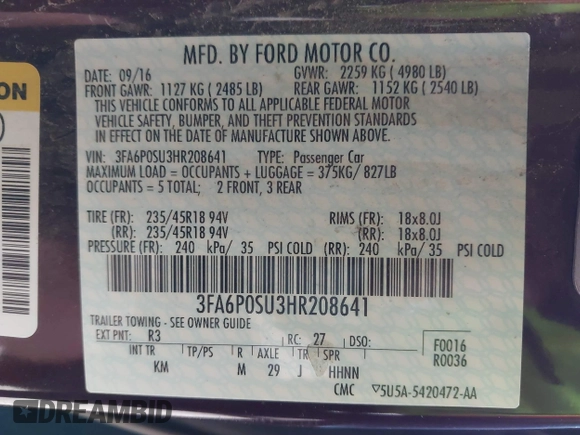 MFD. BY FORD MOTOR CO.
DATE: 09/16 GVWR: 2259 KG ( 4980 LB)
FRONT GAWR: 1127 KG ( 2485 LB) REAR GAWR: 1152 KG ( 2540 LB)
THIS VEHICLE CONFORMS TO ALL APPLICABLE FEDERAL MOTOR
VEHICLE SAFETY, BUMPER, AND THEFT PREVENTION STANDARDS
IN EFFECT ON THE DATE OF MANUFACTURE SHOWN ABOVE.
VIN: 3FA6P0SU3HR208641 TYPE: Passenger Car
MAXIMUM LOAD = OCCUPANTS + LUGGAGE = 375KG/ 827LB
OCCUPANTS = 5 TOTAL; 2 FRONT, 3 REAR
TIRE (FR): 235/45R18 94V RIMS (FR): 18x8.0J
(RR): 235/45R18 94V (RR): 18x8.0J
PRESSURE (FR): 240 kPa/ 35 PSI COLD (RR): 240 kPa/ 35 PSI COLD
3FA6P0SU3HR208641
TRAILER TOWING - SEE OWNER GUIDE
EXT PNT: R3 RC: 27 DSO: F0016
INT TR TP/PS R AXLE TR SPR R0036
KM M 29 J HHNN
CMC ▽5U5A-5420472-AA
ON
DREAMBID